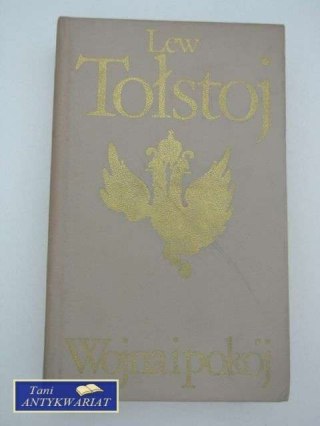 Lew
Tołstoj
Wojna i pokój
Tani
ANTYKWARIAT